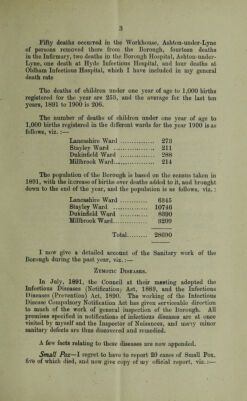 3
Fifty deaths occurred in the Workhouse, Ashton-under-Lyne
of persons removed there from the Borough, fourteen deaths
in the Infirmary, two deaths in the Borough Hospital, Ashton-under-
Lyne, one death at Hyde Infectious Hospital, and four deaths at
Oldham Infectious Hospital, which I have included in my general
death rate
The deaths of children under one year of age to 1,000 births
registered for the year are 255, and the average for the last ten
years, 1891 to 1900 is 206.
The number of deaths of children under one year of age to
1,000 births registered in the different wards for the year 1900 is as
follows, viz. :—
Lancashire Ward ............ 273
Stayley Ward ............... 251
Dukinfield Ward ............ 288
Millbrook Ward............... 214
The population of the Borough is based on the census taken in
1891, with the increase of births over deaths added to it, and brought
down to the end of the year, and the population is as follows, viz. :
Lancashire Ward ............ 6345
Stayley Ward ............... 10746
Dukinfield Ward ............ 8390
Millbrook Ward............... 3209
Total......... 28690
I now give a detailed account of the Sanitary work of the
Borough during the past year, viz. :—
Zymotic Diseases.
In July, 1891, the Council at their meeting adopted the
Infectious Diseases (Notification) Act, 1889, and the Infectious
Diseases (Prevention) Act, 1890. The working of the Infectious
Disease Compulsory Notification Act has given serviceable direction
to much of the work of general inspection of the Borough. All
premises specified in notifications of infectious diseases are at once
visited by myself and the Inspector of Nuisances, and many minor
sanitary defects are thus discovered and remedied.
A few facts relating to these diseases are now appended.
Small Pox—I regret to have to report 20 cases of Small Pox,
five of which died, and now give copy of my official report, viz. :—